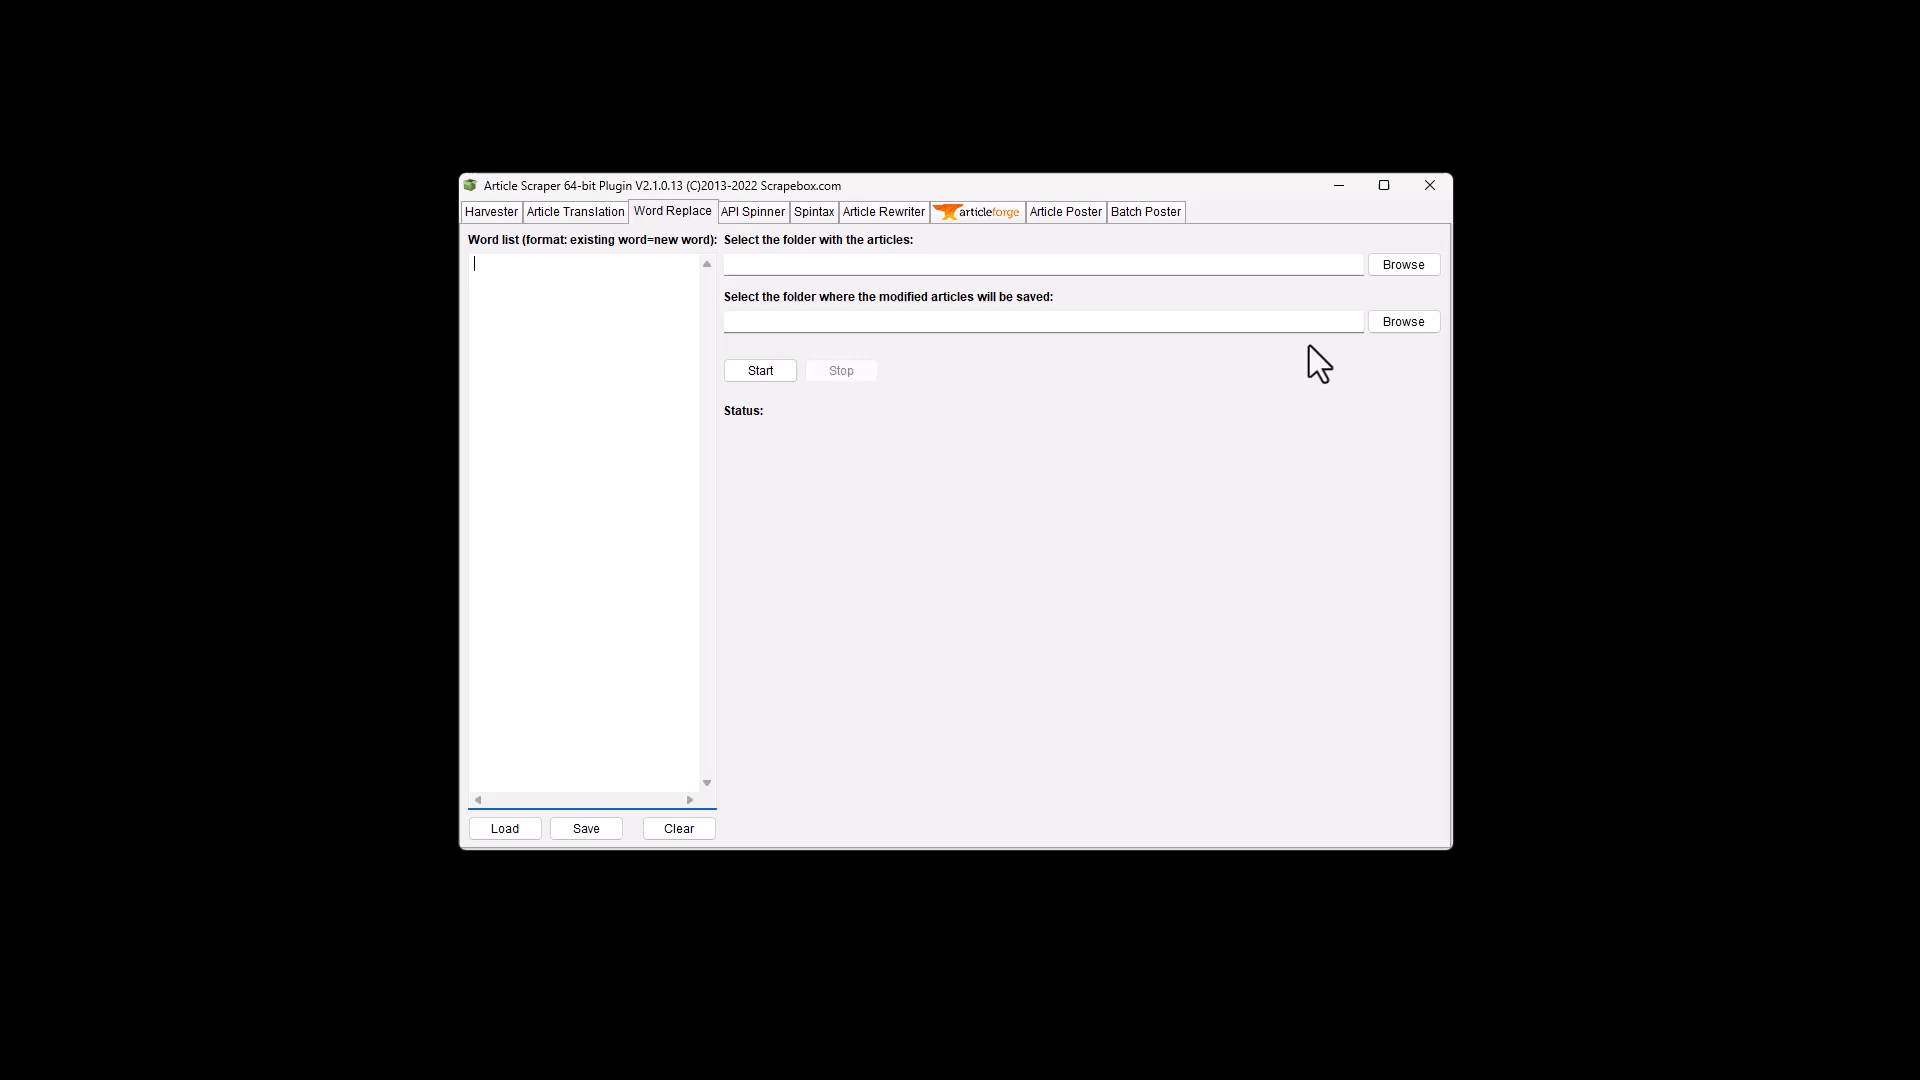 Article Scraper 64-bit Plugin V2.1.0.13 (C)2013-2022 Scrapebox.com
Harvester Article Translation Word Replace API Spinner Spintax Article Rewriter articleforge Article Poster Batch Poster
Word list (format: existing word=new word): Select the folder with the articles:
Browse
Select the folder where the modified articles will be saved:
Browse
Start Stop
Status:
Load Save Clear